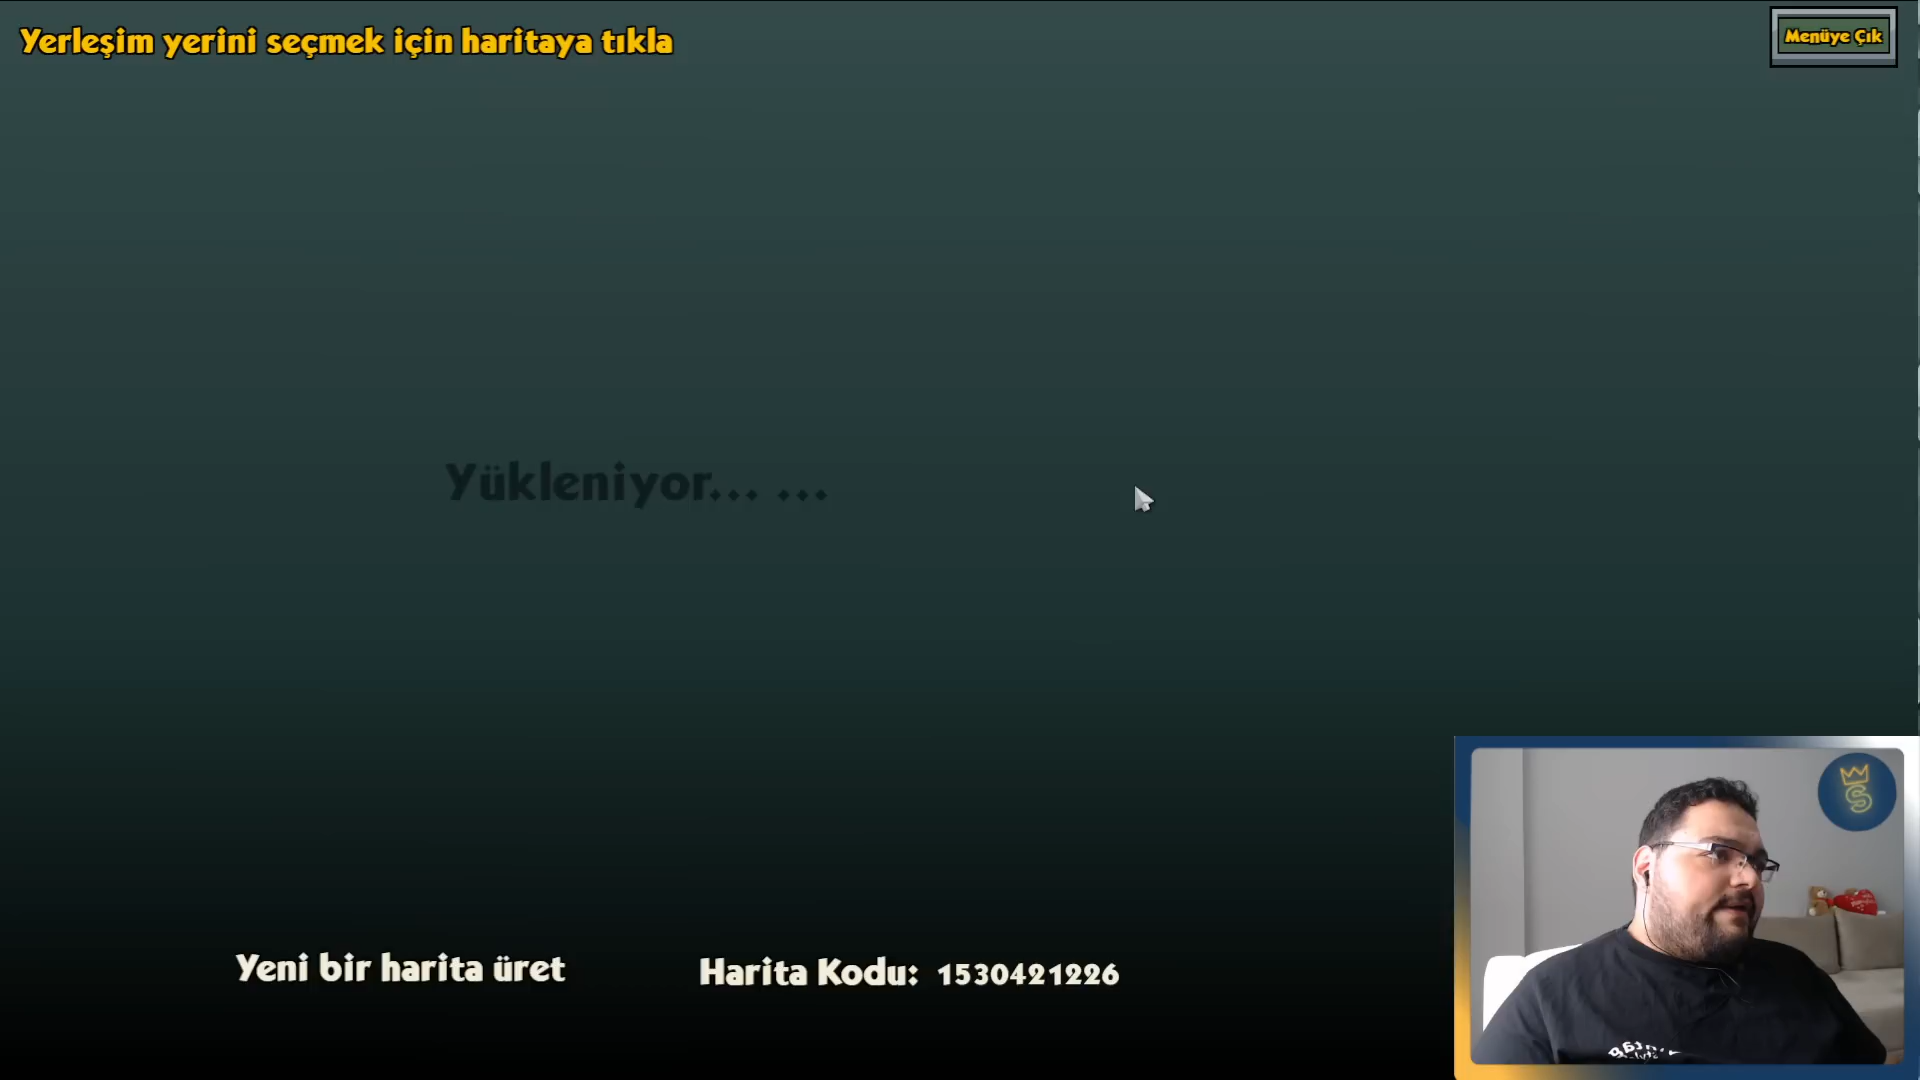 Yerleşim yerini seçmek için haritaya tıkla
Menüye Çık
Yükleniyor... ...
Yeni bir harita üret
Harita Kodu: 1530421226
S